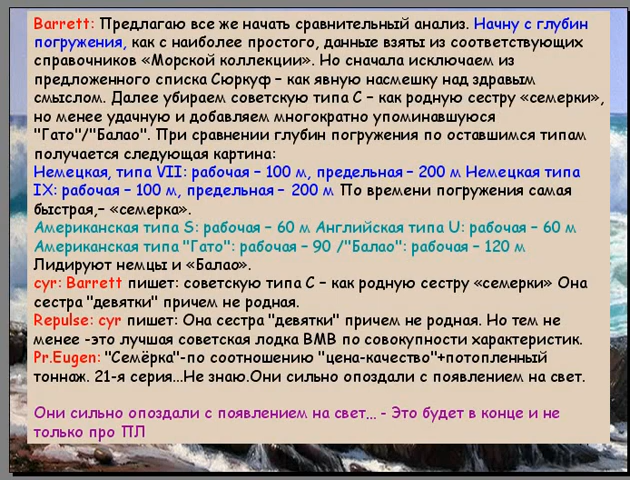 Barrett: Предлагаю все же начать сравнительный анализ. Начну с глубин
погружения, как с наиболее простого, данные взяты из соответствующих
справочников «Морской коллекции». Но сначала исключаем из
предложенного списка Сюркуф – как явную насмешку над здравым
смыслом. Далее убираем советскую типа С – как родную сестру «семерки»,
но менее удачную и добавляем многократно упоминавшуюся
"Гато"/"Балао". При сравнении глубин погружения по оставшимся типам
получается следующая картина:
Немецкая, типа VII: рабочая – 100 м, предельная – 200 м Немецкая типа
IX: рабочая – 100 м, предельная – 200 м По времени погружения самая
быстрая,– «семерка».
Американская типа S: рабочая – 60 м Английская типа U: рабочая – 60 м
Американская типа "Гато": рабочая – 90 /"Балао": рабочая – 120 м
Лидируют немцы и «Балао».
cyr: Barrett пишет: советскую типа С – как родную сестру «семерки» Она
сестра "девятки" причем не родная.
Repulse: cyr пишет: Она сестра "девятки" причем не родная. Но тем не
менее -это лучшая советская лодка ВМВ по совокупности характеристик.
Pr.Eugen: "Семёрка"-по соотношению "цена-качество"+потопленный
тоннаж. 21-я серия...Не знаю.Они сильно опоздали с появлением на свет.
Они сильно опоздали с появлением на свет... - Это будет в конце и не
только про ПЛ